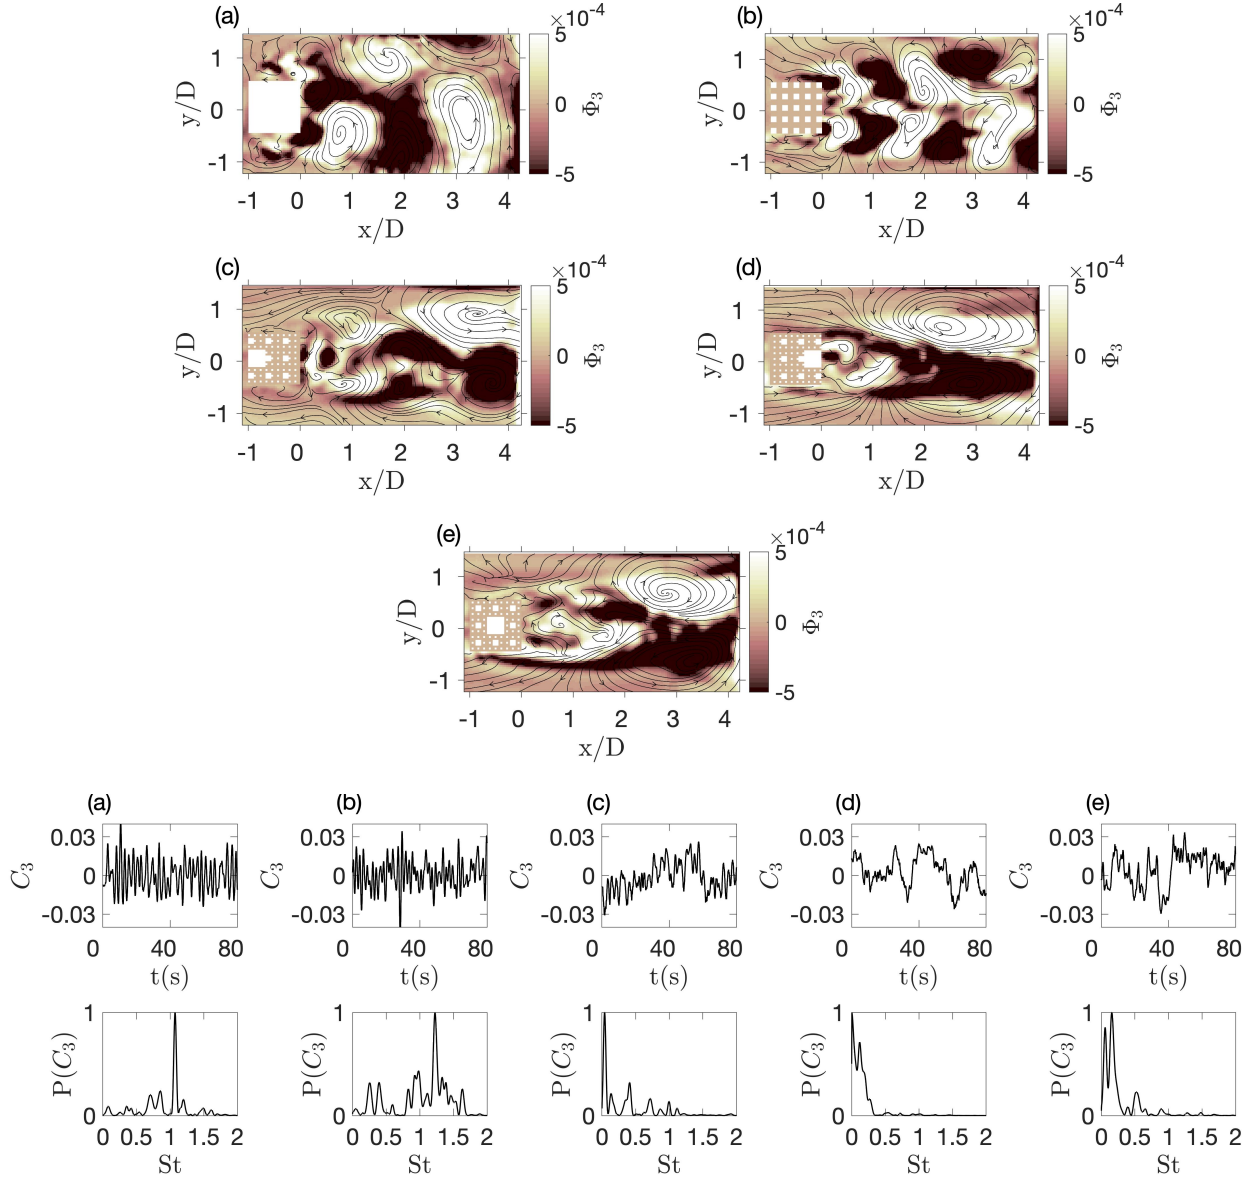 (a)
×10⁻⁴
1
0
-1
y/D
-1 0 1 2 3 4
x/D
5
0
-5
Φ₃
(b)
×10⁻⁴
1
0
-1
y/D
-1 0 1 2 3 4
x/D
5
0
-5
Φ₃
(c)
×10⁻⁴
1
0
-1
y/D
-1 0 1 2 3 4
x/D
5
0
-5
Φ₃
(d)
×10⁻⁴
1
0
-1
y/D
-1 0 1 2 3 4
x/D
5
0
-5
Φ₃
(e)
×10⁻⁴
1
0
-1
y/D
-1 0 1 2 3 4
x/D
5
0
-5
Φ₃
(a) (b) (c) (d) (e)
0.03 0.03 0.03 0.03 0.03
C₃ 0 C₃ 0 C₃ 0 C₃ 0 C₃ 0
-0.03 -0.03 -0.03 -0.03 -0.03
0 40 80 0 40 80 0 40 80 0 40 80 0 40 80
t(s) t(s) t(s) t(s) t(s)
1 1 1 1 1
P(C₃) P(C₃) P(C₃) P(C₃) P(C₃)
0 0 0 0 0
0 0.5 1 1.5 2 0 0.5 1 1.5 2 0 0.5 1 1.5 2 0 0.5 1 1.5 2 0 0.5 1 1.5 2
St St St St St